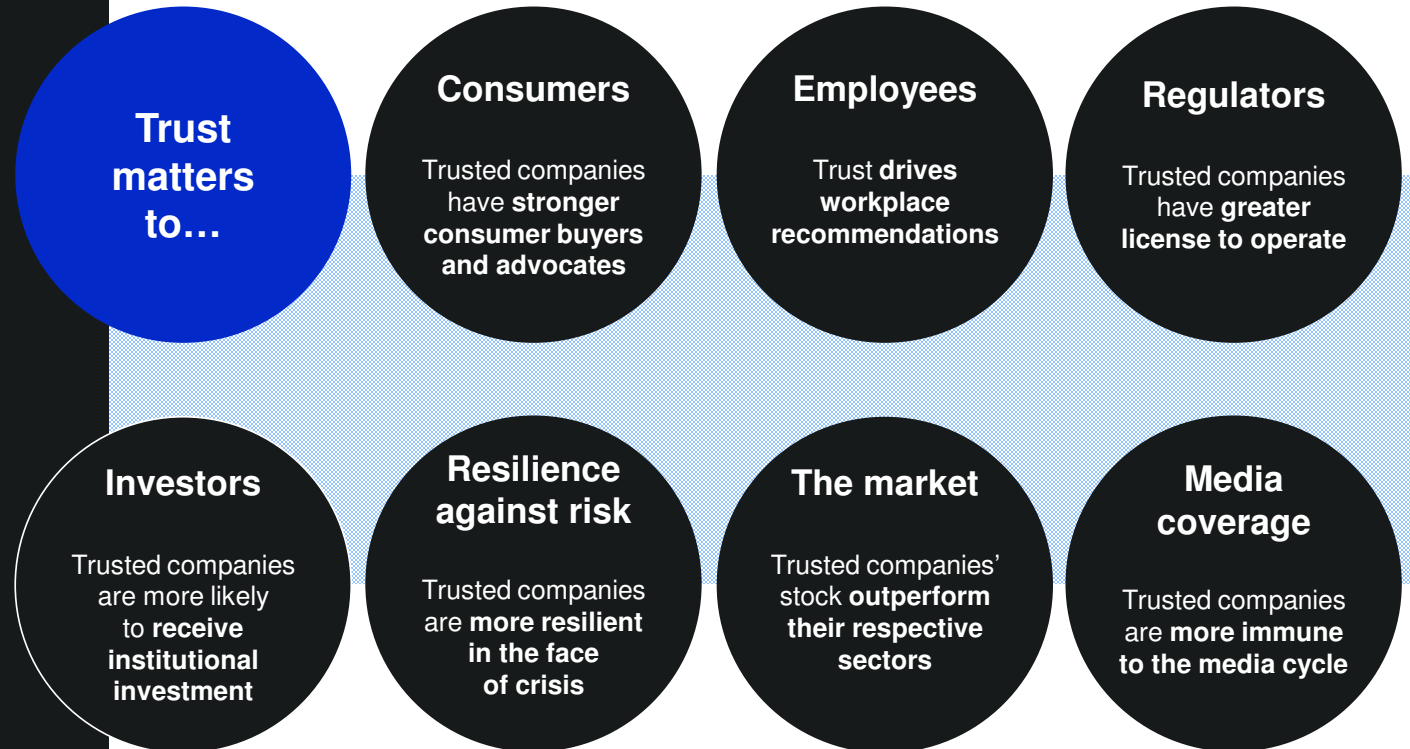 Trust
matters
to…
Consumers
Trusted companies
have stronger
consumer buyers
and advocates
Employees
Trust drives
workplace
recommendations
Regulators
Trusted companies
have greater
license to operate
Investors
Trusted companies
are more likely
to receive
institutional
investment
Resilience
against risk
Trusted companies
are more resilient
in the face
of crisis
The market
Trusted companies’
stock outperform
their respective
sectors
Media
coverage
Trusted companies
are more immune
to the media cycle